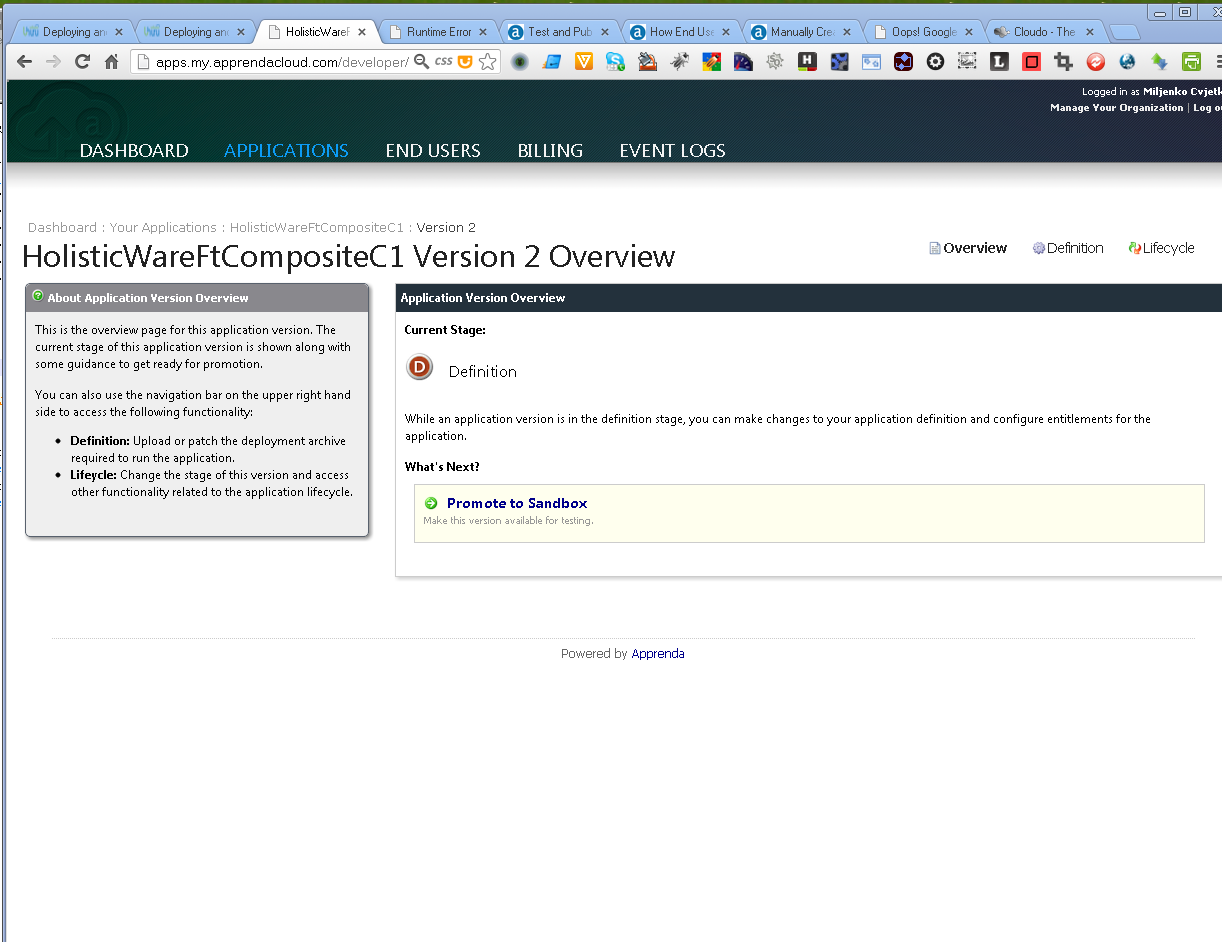 Deploying an
Deploying and
HolisticWareF
Runtime Error
Test and Pub
How End Use
Manually Crea
Oops! Google
Cloudo - The
apps.my.apprendacloud.com/developer/
CSS
Logged in as Miljenko Cvjetk
Manage Your Organization | Log ou
DASHBOARD APPLICATIONS END USERS BILLING EVENT LOGS
Dashboard : Your Applications : HolisticWareFtCompositeC1 : Version 2
HolisticWareFtCompositeC1 Version 2 Overview
Overview Definition Lifecycle
About Application Version Overview
This is the overview page for this application version. The
current stage of this application version is shown along with
some guidance to get ready for promotion.
You can also use the navigation bar on the upper right hand
side to access the following functionality:
Definition: Upload or patch the deployment archive
required to run the application.
Lifeycle: Change the stage of this version and access
other functionality related to the application lifecycle.
Application Version Overview
Current Stage:
D Definition
While an application version is in the definition stage, you can make changes to your application definition and configure entitlements for the
application.
What's Next?
Promote to Sandbox
Make this version available for testing.
Powered by Apprenda